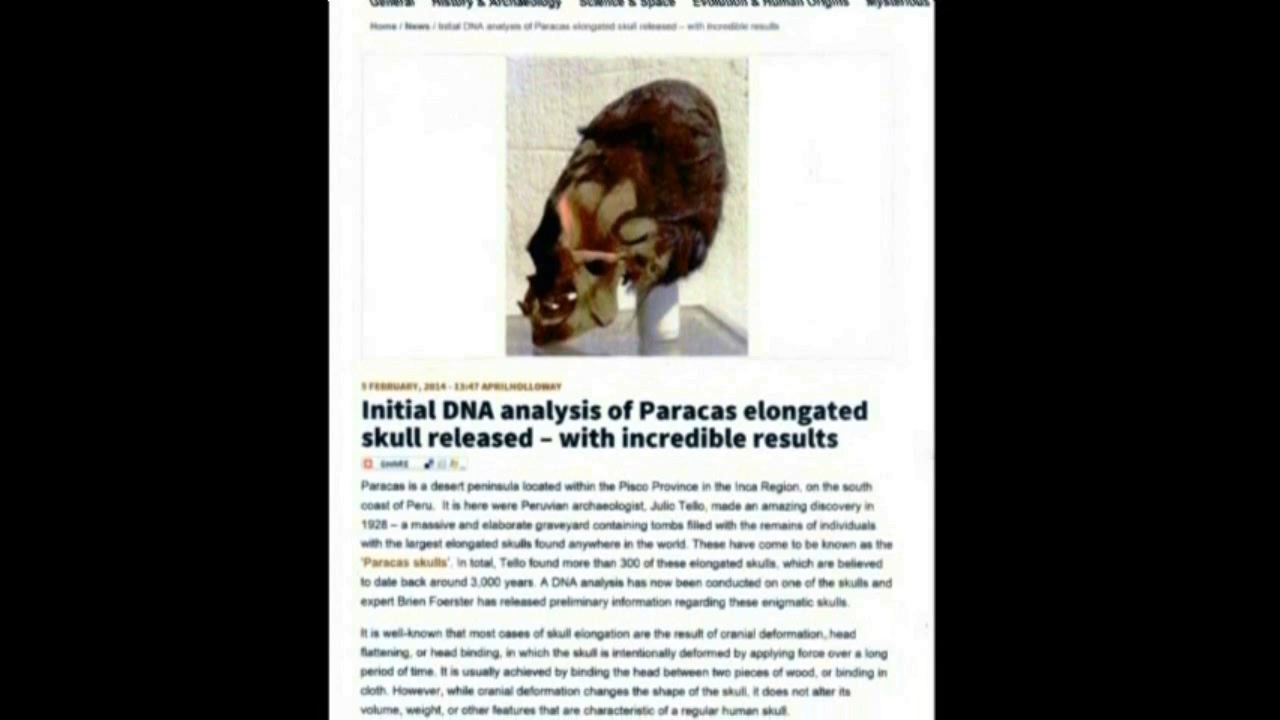 General History & Archaeology Science & Space Evolution & Human Origins Mysterious
Home / News / Initial DNA analysis of Paracas elongated skull released – with incredible results
5 FEBRUARY, 2014 - 13:47 APRILHOLLOWAY
Initial DNA analysis of Paracas elongated
skull released – with incredible results
SHARE
Paracas is a desert peninsula located within the Pisco Province in the Inca Region, on the south
coast of Peru. It is here were Peruvian archaeologist, Julio Tello, made an amazing discovery in
1928 – a massive and elaborate graveyard containing tombs filled with the remains of individuals
with the largest elongated skulls found anywhere in the world. These have come to be known as the
'Paracas skulls'. In total, Tello found more than 300 of these elongated skulls, which are believed
to date back around 3,000 years. A DNA analysis has now been conducted on one of the skulls and
expert Brien Foerster has released preliminary information regarding these enigmatic skulls.
It is well-known that most cases of skull elongation are the result of cranial deformation, head
flattening, or head binding, in which the skull is intentionally deformed by applying force over a long
period of time. It is usually achieved by binding the head between two pieces of wood, or binding in
cloth. However, while cranial deformation changes the shape of the skull, it does not alter its
volume, weight, or other features that are characteristic of a regular human skull.